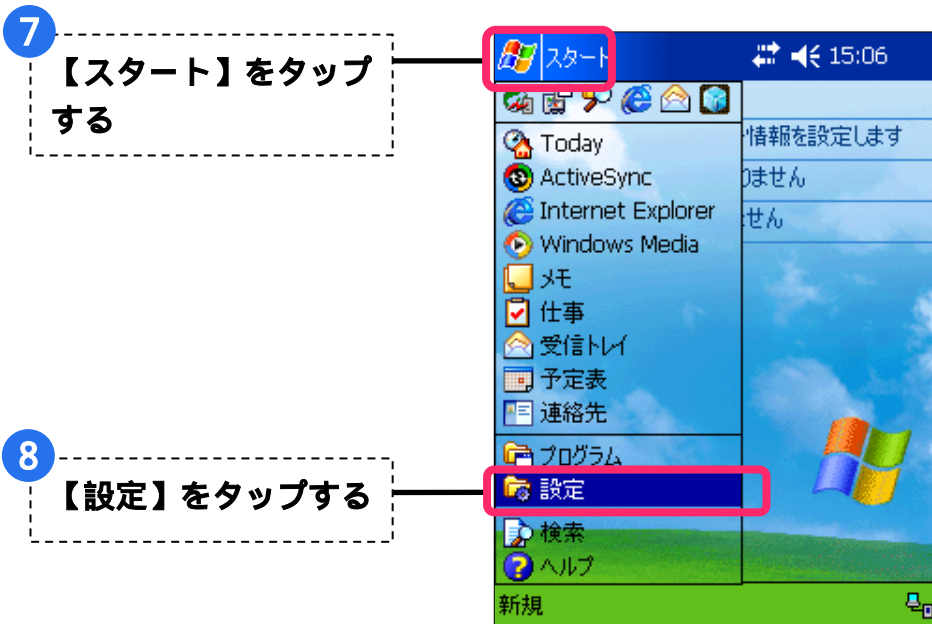 7
【スタート】をタップ
する
スタート
15:06
Today
情報を設定します
ActiveSync
りません
Internet Explorer
せん
Windows Media
メモ
仕事
受信トレイ
予定表
連絡先
プログラム
8
【設定】をタップする
設定
検索
ヘルプ
新規